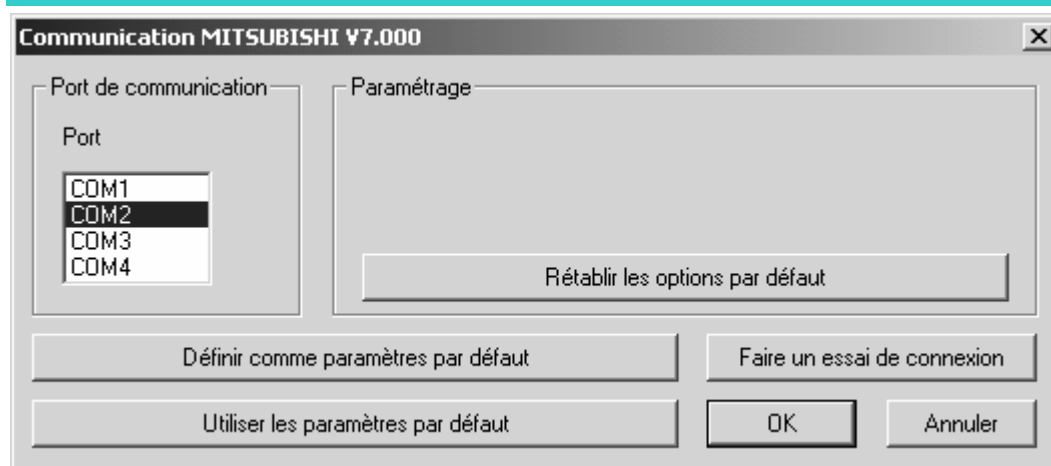 Communication MITSUBISHI V7.000
Port de communication
Paramétrage
Port
COM1
COM2
COM3
COM4
Rétablir les options par défaut
Définir comme paramètres par défaut
Faire un essai de connexion
Utiliser les paramètres par défaut
OK
Annuler